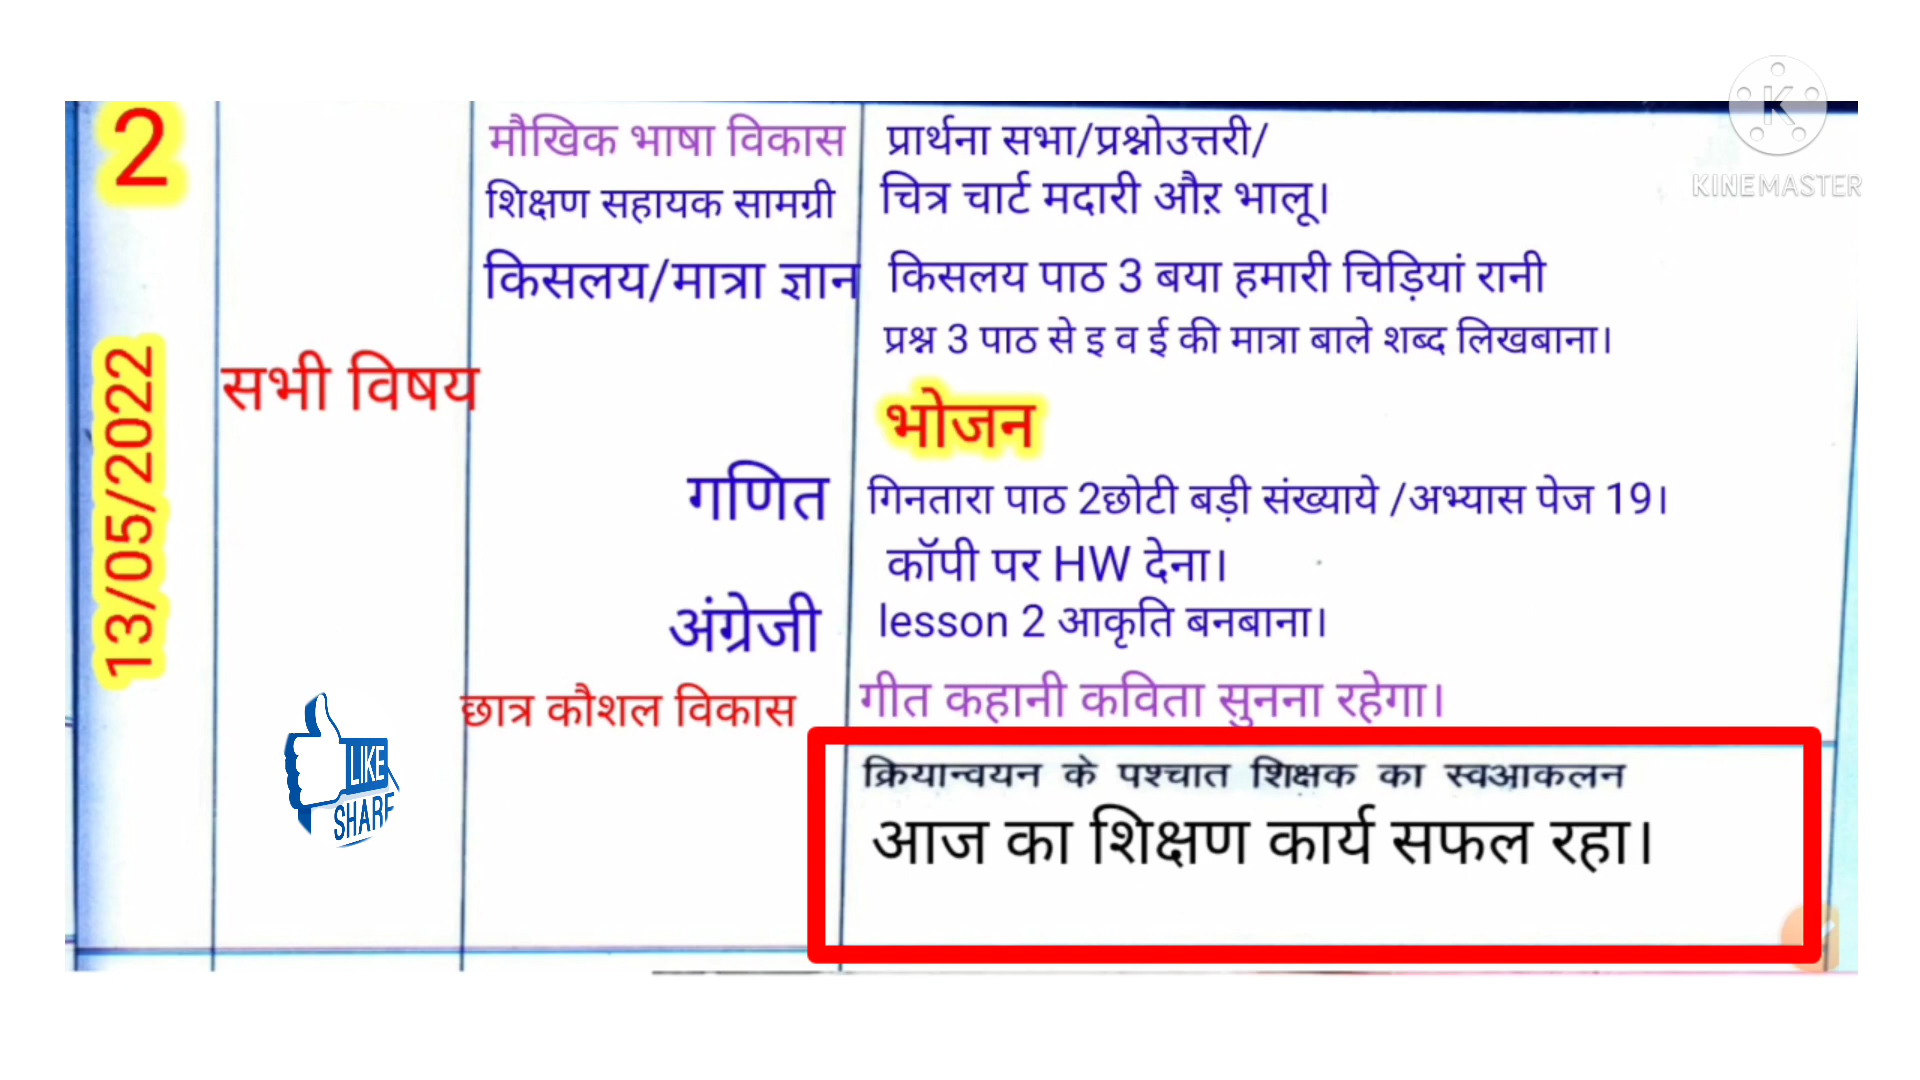 2
13/05/2022
सभी विषय
मौखिक भाषा विकास
प्रार्थना सभा/प्रश्नोउत्तरी/
शिक्षण सहायक सामग्री
चित्र चार्ट मदारी औऱ भालू।
किसलय/मात्रा ज्ञान
किसलय पाठ 3 बया हमारी चिड़ियां रानी
प्रश्न 3 पाठ से इ व ई की मात्रा बाले शब्द लिखबाना।
भोजन
गणित
गिनतारा पाठ 2छोटी बड़ी संख्याये /अभ्यास पेज 19।
कॉपी पर HW देना।
अंग्रेजी
lesson 2 आकृति बनबाना।
छात्र कौशल विकास
गीत कहानी कविता सुनना रहेगा।
क्रियान्वयन के पश्चात शिक्षक का स्वआकलन
आज का शिक्षण कार्य सफल रहा।
LIKE
SHARE
K
KINEMASTER